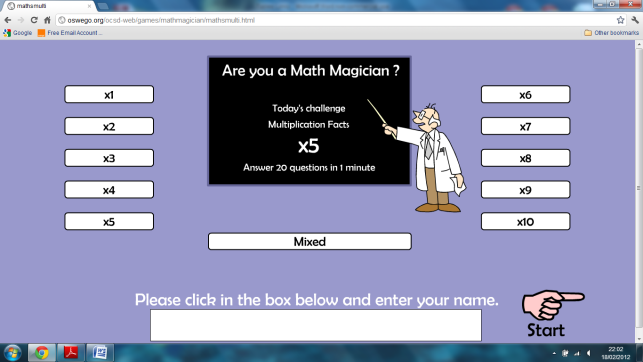 mathsmulti
oswego.org/ocsd-web/games/mathmagician/mathsmulti.html
Google
Free Email Account...
Other bookmarks
Are you a Math Magician ?
Today's challenge
Multiplication Facts
x5
Answer 20 questions in 1 minute
x1
x2
x3
x4
x5
x6
x7
x8
x9
x10
Mixed
Please click in the box below and enter your name.
Start
22:02
18/02/2012